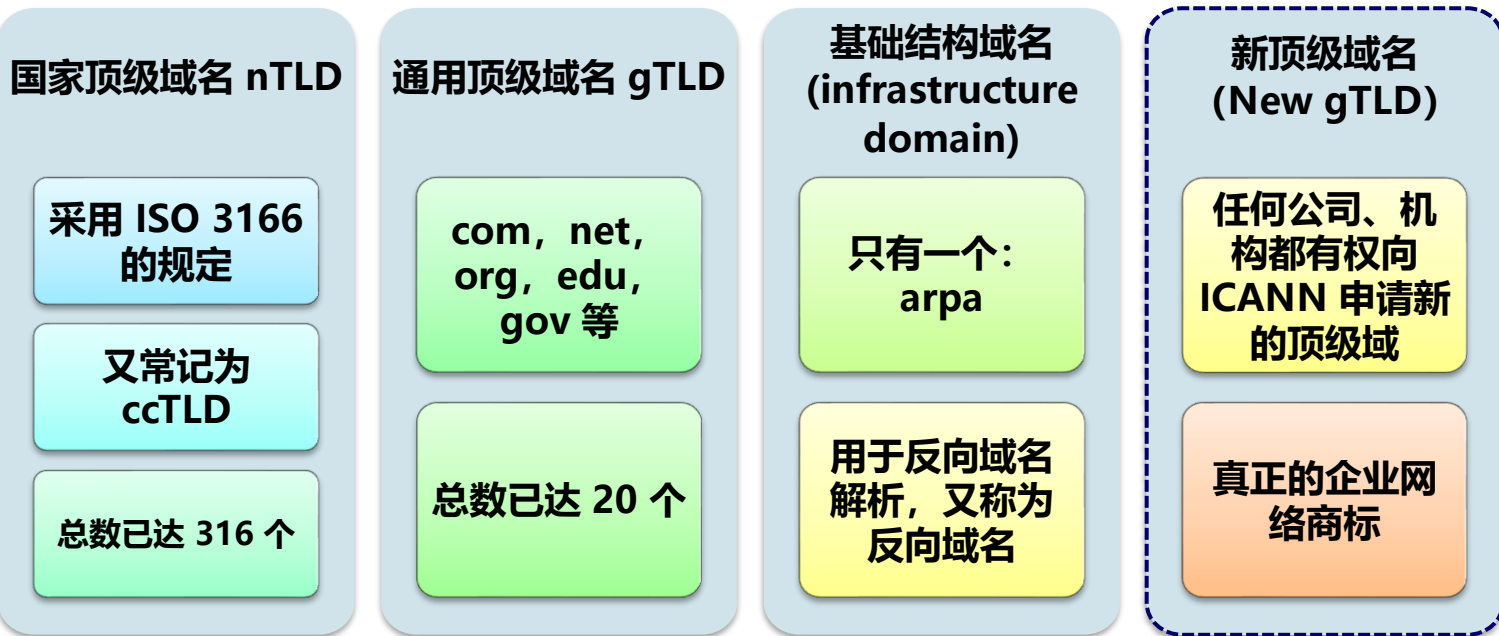 国家顶级域名 nTLD
采用 ISO 3166
的规定
又常记为
ccTLD
总数已达 316 个
通用顶级域名 gTLD
com，net，
org，edu，
gov 等
总数已达 20 个
基础结构域名
(infrastructure
domain)
只有一个：
arpa
用于反向域名
解析，又称为
反向域名
新顶级域名
(New gTLD)
任何公司、机
构都有权向
ICANN 申请新
的顶级域
真正的企业网
络商标